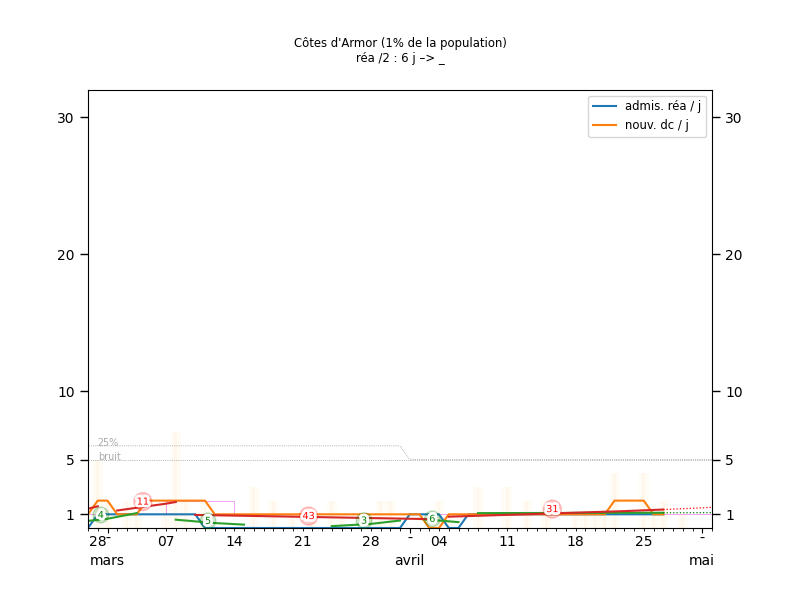 Côtes d'Armor (1% de la population)
réa /2 : 6 j –> _
admis. réa / j
nouv. dc / j
30
30
20
20
10
10
25%
bruit
5
5
11
4
5
43
3
6
31
1
1
28 - 07 14 21 28 - 04 11 18 25 -
mars avril mai